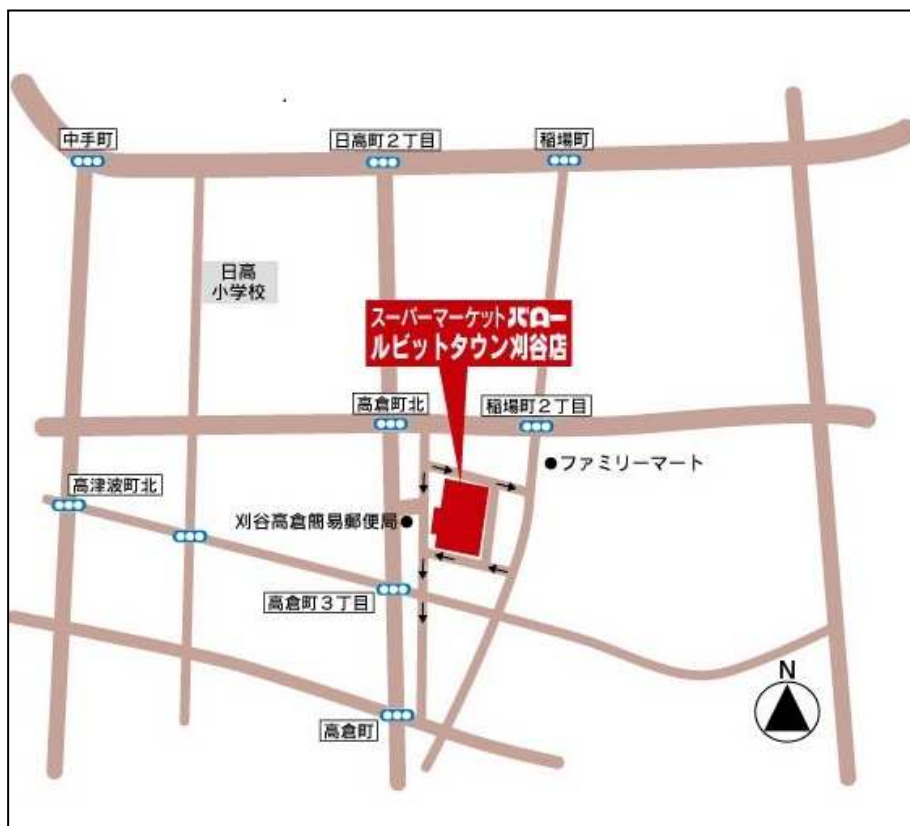 中手町
日高町2丁目
稲場町
日高
小学校
スーパーマーケットバロー
ルビットタウン刈谷店
高倉町北
稲場町2丁目
ファミリーマート
高津波町北
刈谷高倉簡易郵便局
高倉町3丁目
N
高倉町